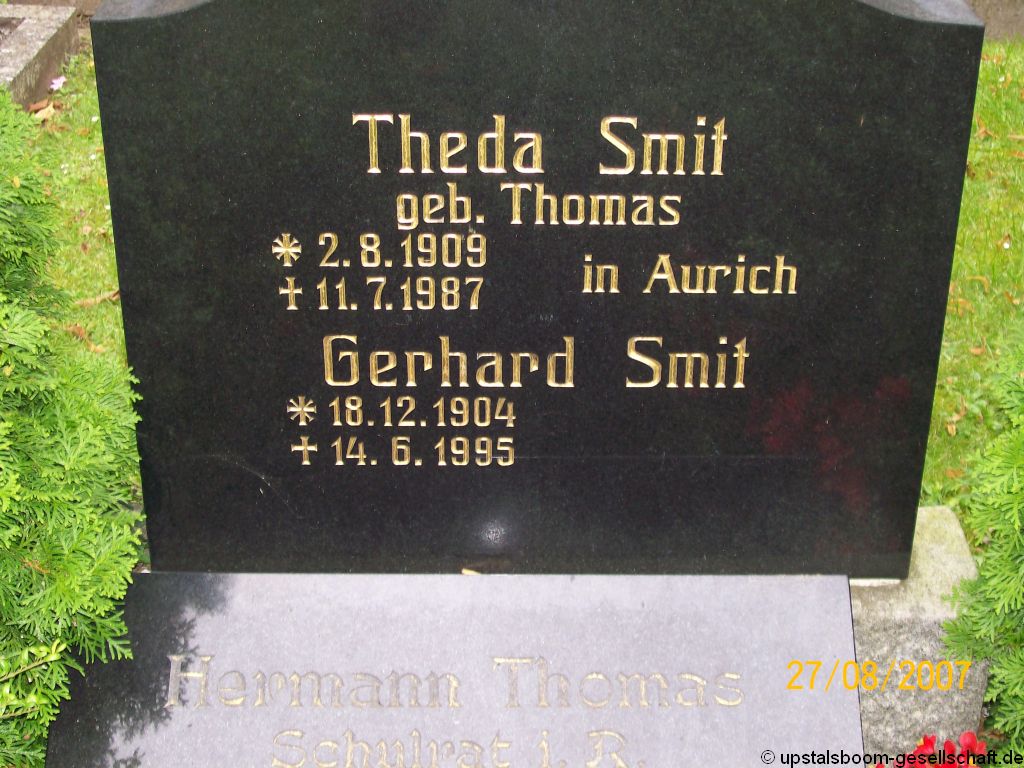 Theda Smit
geb. Thomas
* 2.8.1909
† 11.7.1987
in Aurich
Gerhard Smit
* 18.12.1904
† 14.6.1995
Hermann Thomas
Schulrat i. R.
27/08/2007
© upstalsboom-gesellschaft.de